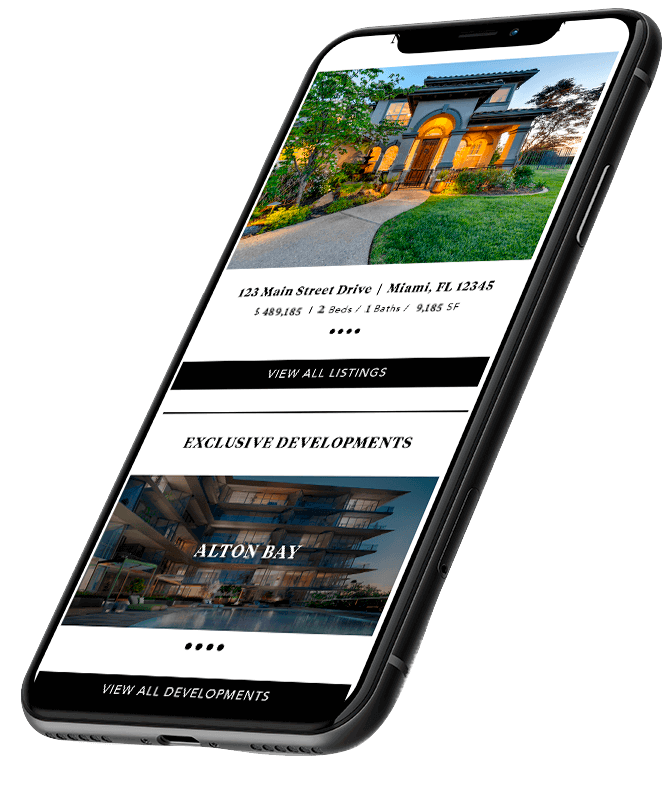 123 Main Street Drive | Miami, FL 12345
$ 489,185 | 2 Beds / 1 Baths / 9,185 SF
VIEW ALL LISTINGS
EXCLUSIVE DEVELOPMENTS
ALTON BAY
VIEW ALL DEVELOPMENTS